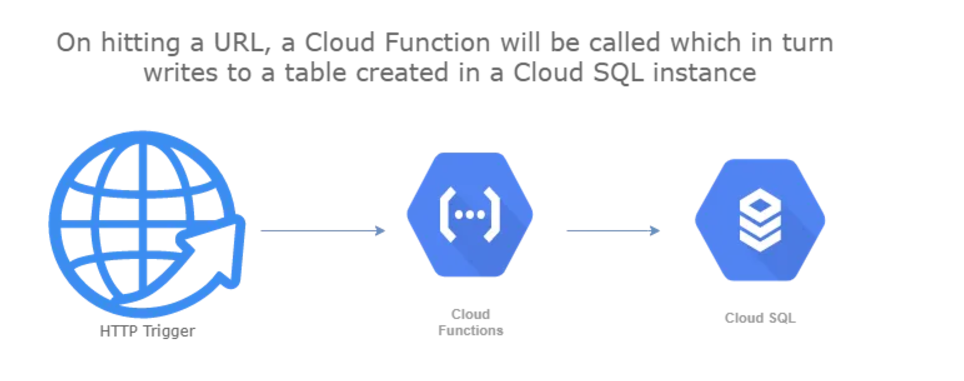 On hitting a URL, a Cloud Function will be called which in turn
writes to a table created in a Cloud SQL instance
HTTP Trigger
Cloud
Functions
Cloud SQL